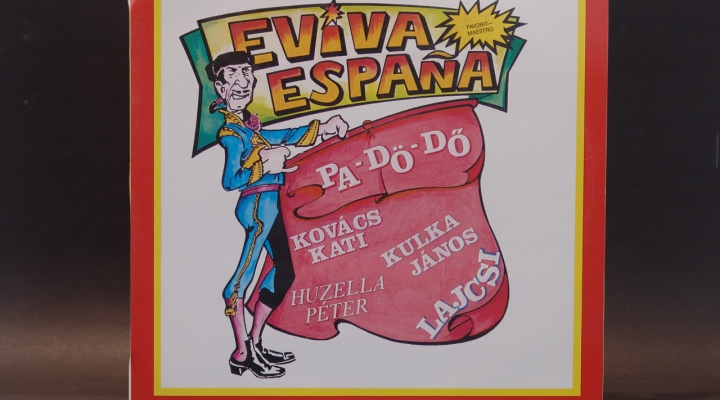 EVIVA
ESPAÑA
FAVORIT-
MAESTRO
PA-DÖ-DŐ
KOVÁCS
KATI
KULKA
JÁNOS
HUZELLA
PÉTER
LAJCSI